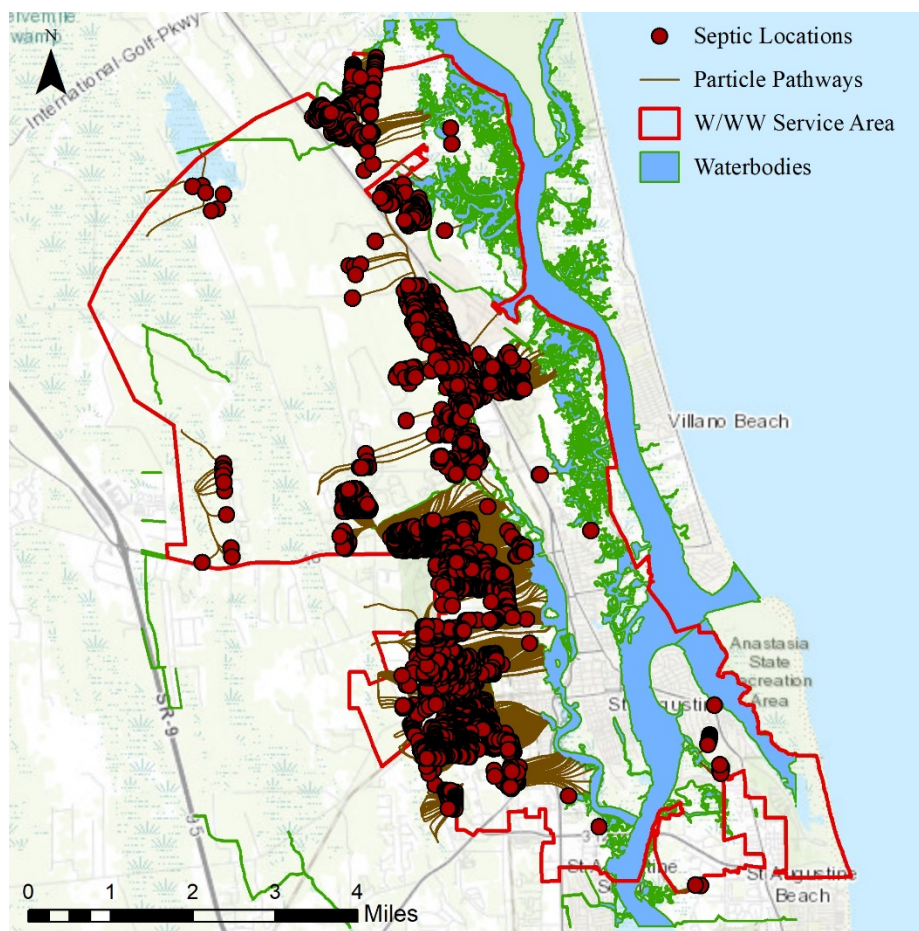 N
International-Golf-Pkwy
Septic Locations
Particle Pathways
W/WW Service Area
Waterbodies
Villano Beach
Anastasia
State
Recreation
Area
St Augustine
SR-9
95
St Augustine
St Augustine
Beach
0 1 2 3 4
Miles